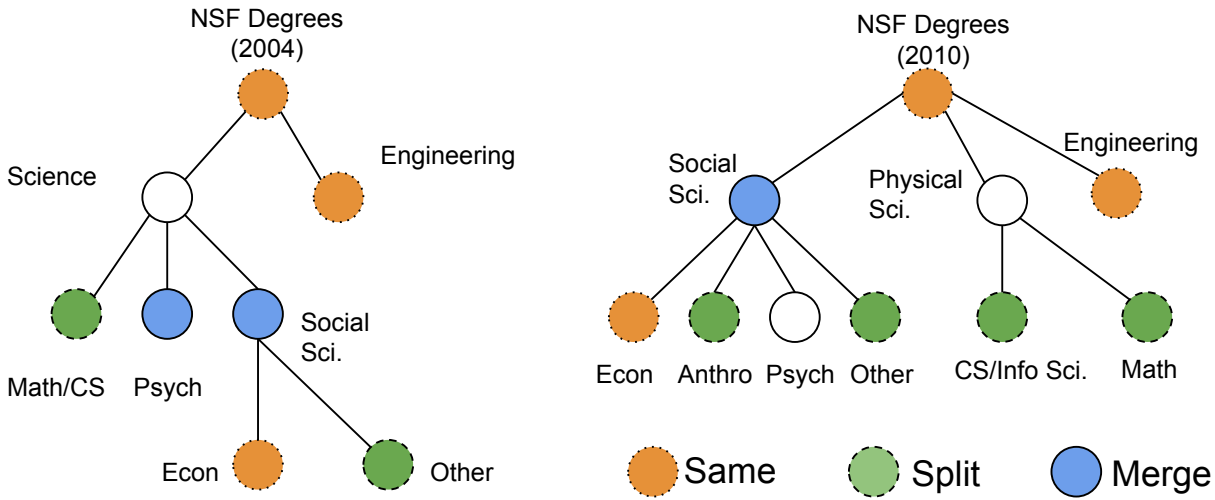 NSF Degrees
(2004)
Science
Engineering
Math/CS
Psych
Social
Sci.
Econ
Other
NSF Degrees
(2010)
Social
Sci.
Physical
Sci.
Engineering
Econ
Anthro
Psych
Other
CS/Info Sci.
Math
Same
Split
Merge